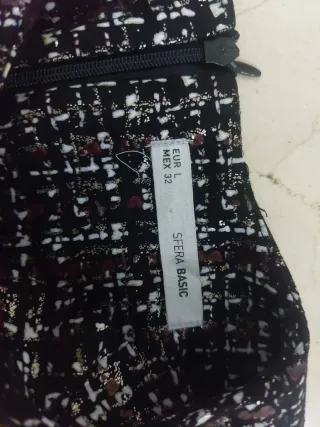 EUR L
MEX 32
SFERA BASIC